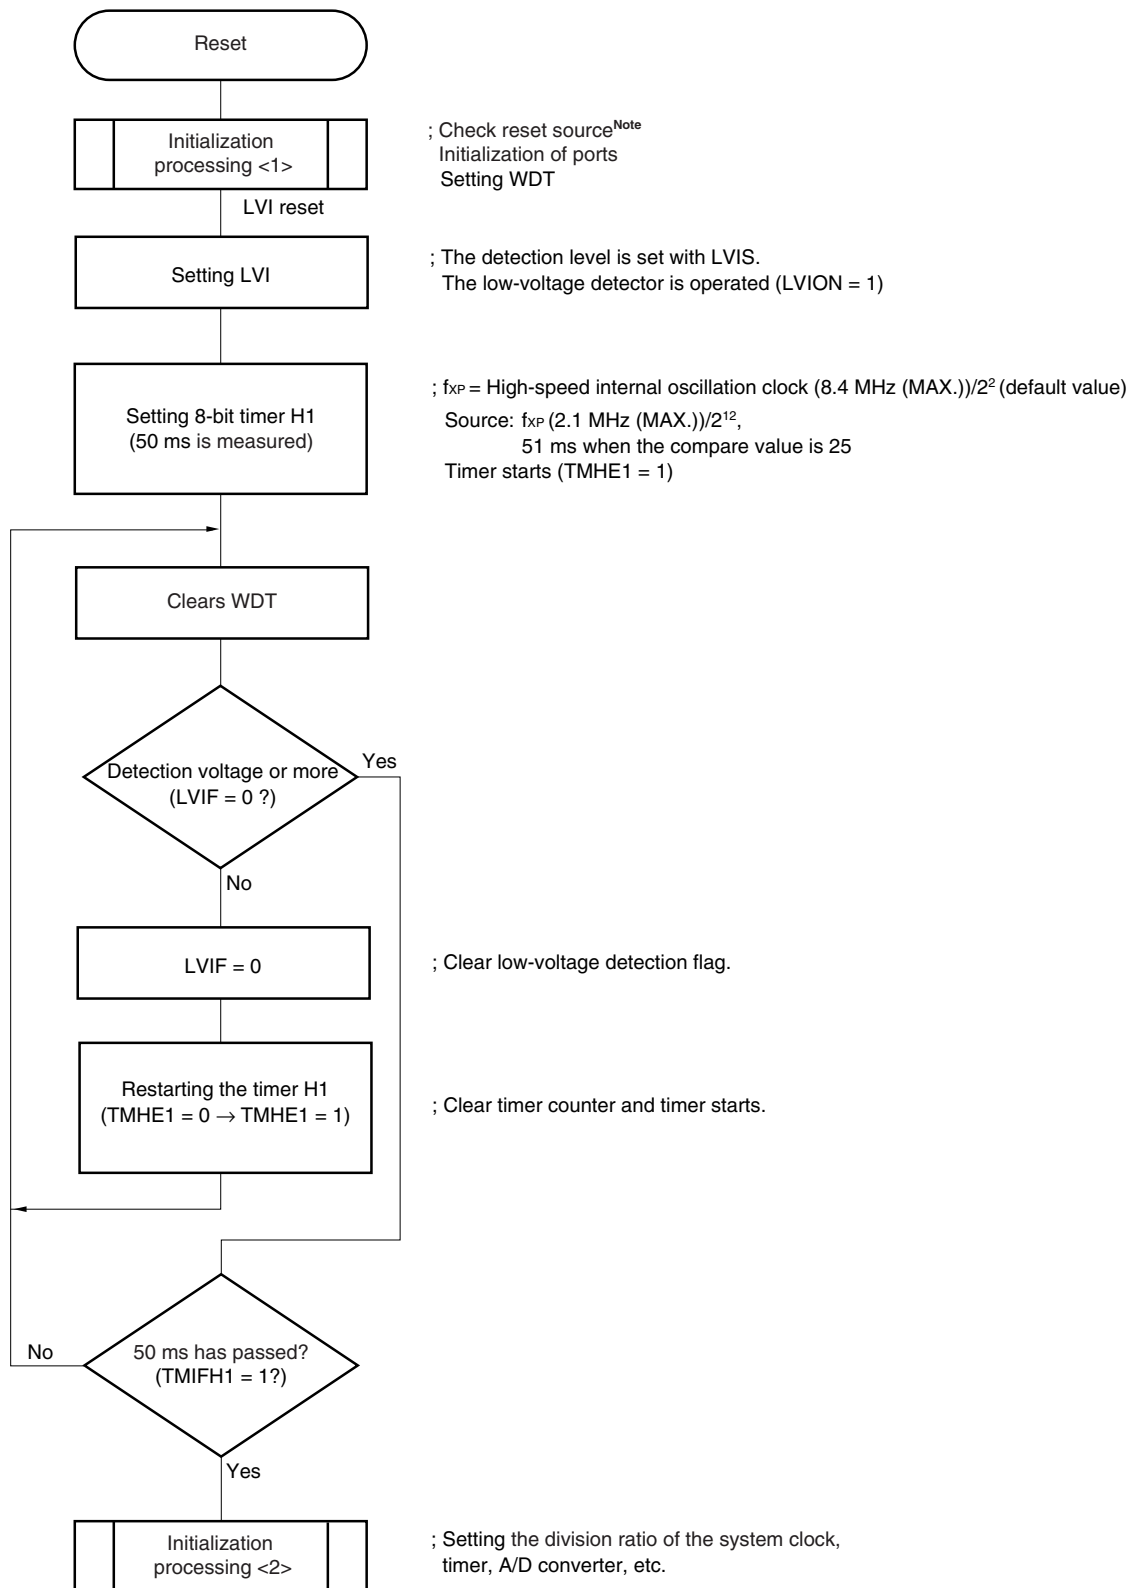 Reset
Initialization
processing <1>
; Check reset sourceNote
Initialization of ports
Setting WDT
LVI reset
Setting LVI
; The detection level is set with LVIS.
The low-voltage detector is operated (LVION = 1)
Setting 8-bit timer H1
(50 ms is measured)
; fXP = High-speed internal oscillation clock (8.4 MHz (MAX.))/2² (default value)
Source: fXP (2.1 MHz (MAX.))/2¹²,
51 ms when the compare value is 25
Timer starts (TMHE1 = 1)
Clears WDT
Detection voltage or more
(LVIF = 0 ?)
Yes
No
LVIF = 0
; Clear low-voltage detection flag.
Restarting the timer H1
(TMHE1 = 0 → TMHE1 = 1)
; Clear timer counter and timer starts.
No
50 ms has passed?
(TMIFH1 = 1?)
Yes
Initialization
processing <2>
; Setting the division ratio of the system clock,
timer, A/D converter, etc.